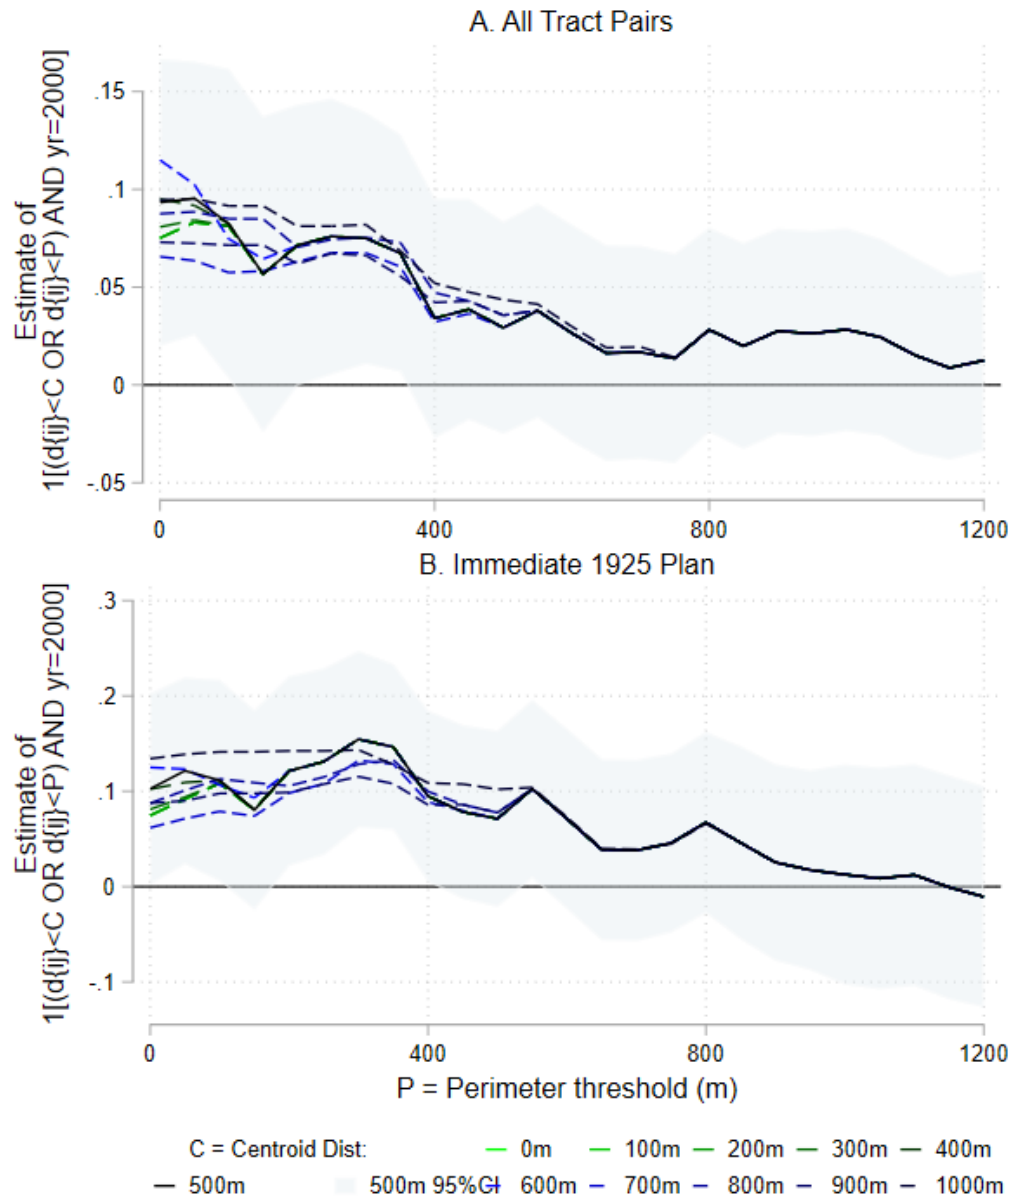 A. All Tract Pairs
Estimate of
1[(d{ij}<C OR d{ij}<P) AND yr=2000]
.15
.1
.05
0
-.05
0 400 800 1200
B. Immediate 1925 Plan
Estimate of
1[(d{ij}<C OR d{ij}<P) AND yr=2000]
.3
.2
.1
0
-.1
0 400 800 1200
P = Perimeter threshold (m)
C = Centroid Dist: 0m 100m 200m 300m 400m
500m 500m 95%CI 600m 700m 800m 900m 1000m